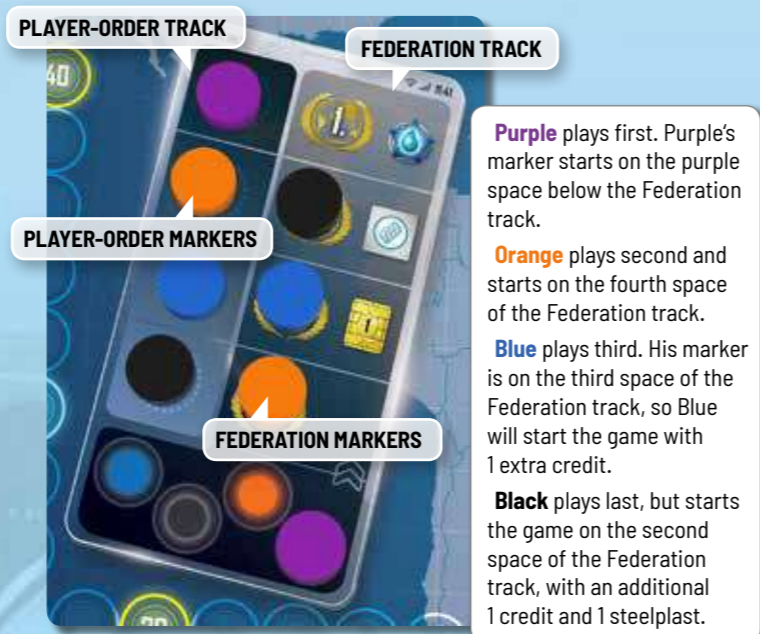 PLAYER-ORDER TRACK
FEDERATION TRACK
40
11:41
1.
PLAYER-ORDER MARKERS
1
FEDERATION MARKERS
Purple plays first. Purple's
marker starts on the purple
space below the Federation
track.
Orange plays second and
starts on the fourth space
of the Federation track.
Blue plays third. His marker
is on the third space of the
Federation track, so Blue
will start the game with
1 extra credit.
Black plays last, but starts
the game on the second
space of the Federation
track, with an additional
1 credit and 1 steelplast.